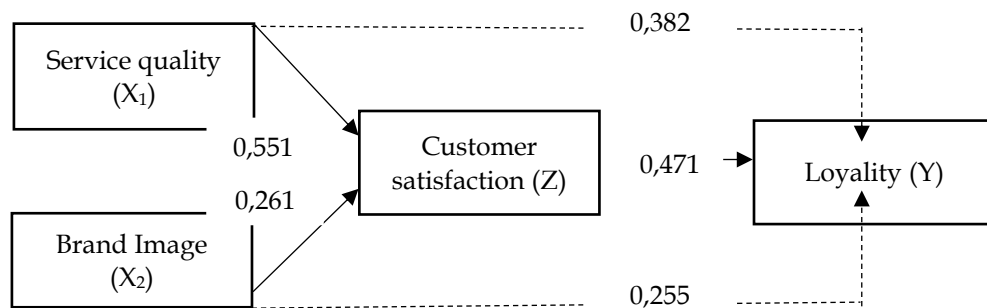 0,382
Service quality
(X₁)
0,551
Customer
satisfaction (Z)
0,471
Loyality (Y)
0,261
Brand Image
(X₂)
0,255